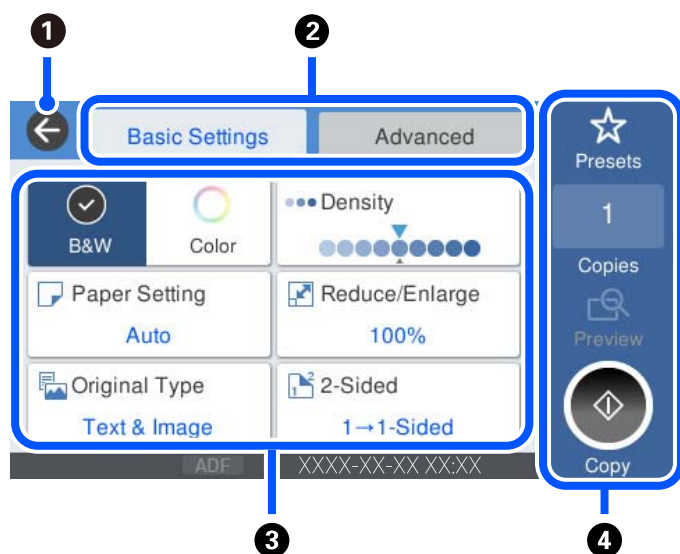 1
2
Basic Settings
Advanced
Presets
1
Copies
Preview
Copy
B&W
Color
Density
Paper Setting
Auto
Reduce/Enlarge
100%
Original Type
Text & Image
2-Sided
1→1-Sided
ADF
XXXX-XX-XX XX:XX
3
4